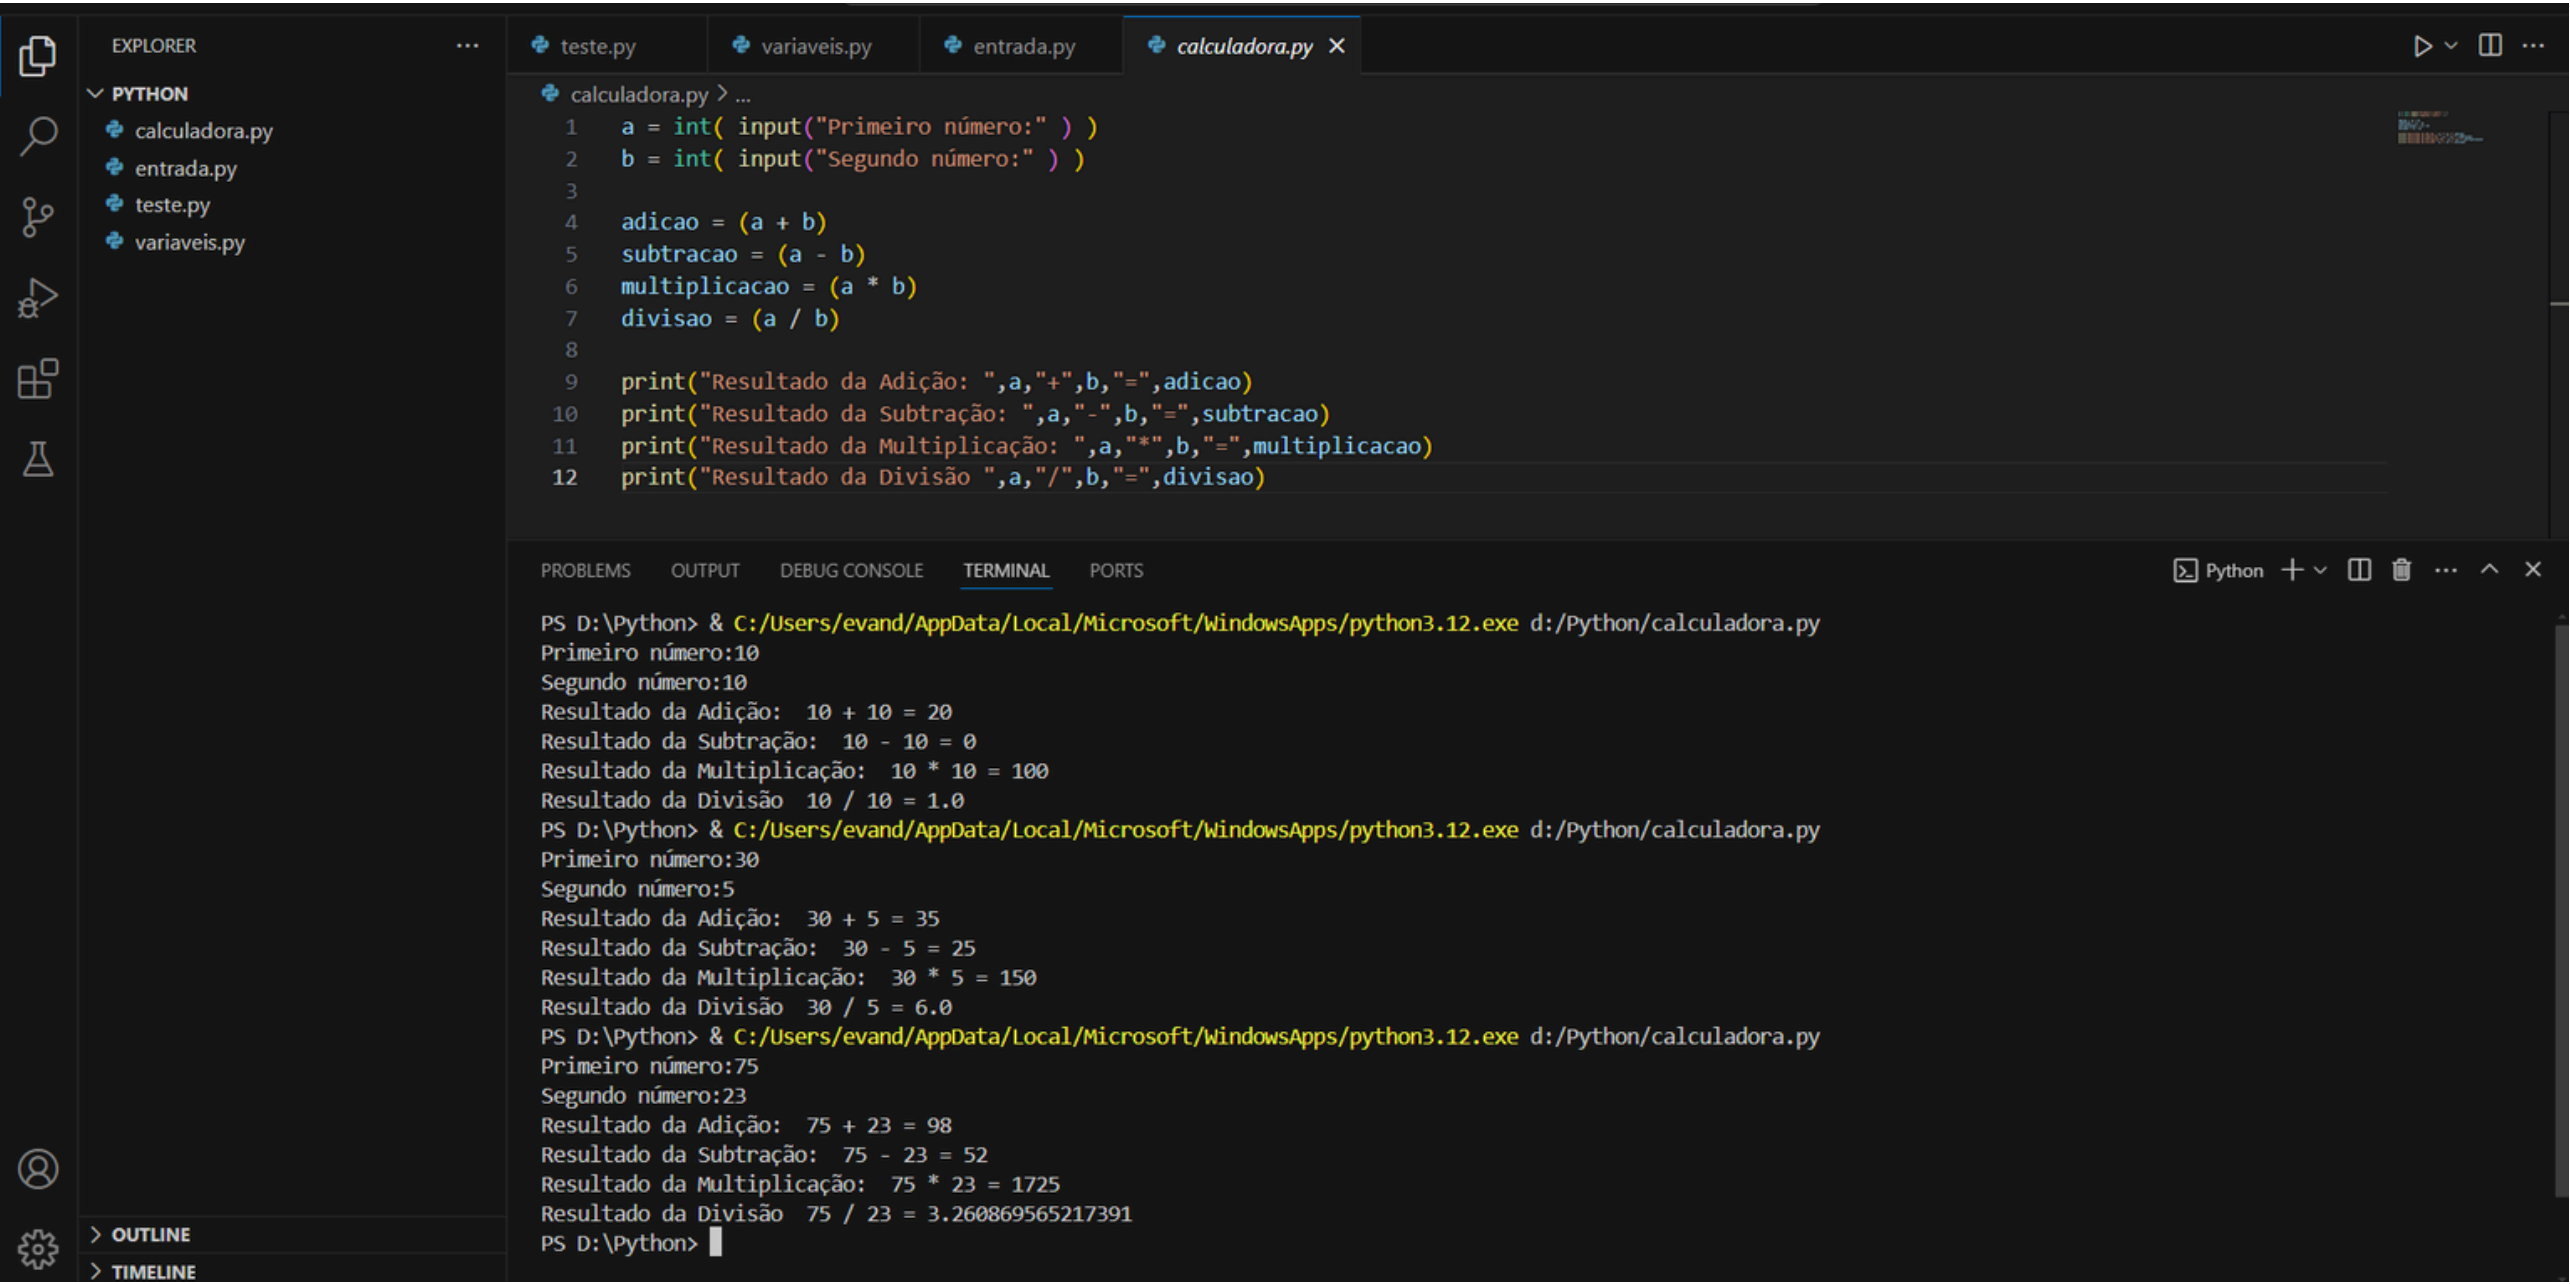 EXPLORER
PYTHON
calculadora.py
entrada.py
teste.py
variaveis.py
OUTLINE
TIMELINE
teste.py variaveis.py entrada.py calculadora.py
calculadora.py > ...
1 a = int( input("Primeiro número:" ) )
2 b = int( input("Segundo número:" ) )
3
4 adicao = (a + b)
5 subtracao = (a - b)
6 multiplicacao = (a * b)
7 divisao = (a / b)
8
9 print("Resultado da Adição: ",a,"+",b,"=",adicao)
10 print("Resultado da Subtração: ",a,"-",b,"=",subtracao)
11 print("Resultado da Multiplicação: ",a,"*",b,"=",multiplicacao)
12 print("Resultado da Divisão ",a,"/",b,"=",divisao)
PROBLEMS OUTPUT DEBUG CONSOLE TERMINAL PORTS Python
PS D:\Python> & C:/Users/evand/AppData/Local/Microsoft/WindowsApps/python3.12.exe d:/Python/calculadora.py
Primeiro número:10
Segundo número:10
Resultado da Adição:  10 + 10 = 20
Resultado da Subtração:  10 - 10 = 0
Resultado da Multiplicação:  10 * 10 = 100
Resultado da Divisão  10 / 10 = 1.0
PS D:\Python> & C:/Users/evand/AppData/Local/Microsoft/WindowsApps/python3.12.exe d:/Python/calculadora.py
Primeiro número:30
Segundo número:5
Resultado da Adição:  30 + 5 = 35
Resultado da Subtração:  30 - 5 = 25
Resultado da Multiplicação:  30 * 5 = 150
Resultado da Divisão  30 / 5 = 6.0
PS D:\Python> & C:/Users/evand/AppData/Local/Microsoft/WindowsApps/python3.12.exe d:/Python/calculadora.py
Primeiro número:75
Segundo número:23
Resultado da Adição:  75 + 23 = 98
Resultado da Subtração:  75 - 23 = 52
Resultado da Multiplicação:  75 * 23 = 1725
Resultado da Divisão  75 / 23 = 3.260869565217391
PS D:\Python>